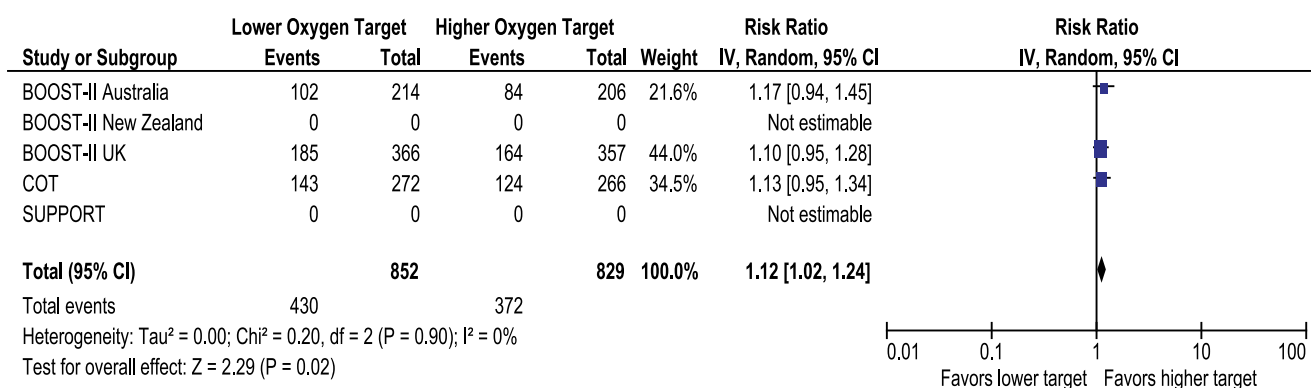 Lower Oxygen Target Higher Oxygen Target Risk Ratio Risk Ratio
Study or Subgroup Events Total Events Total Weight IV, Random, 95% CI IV, Random, 95% CI
BOOST-II Australia 102 214 84 206 21.6% 1.17 [0.94, 1.45]
BOOST-II New Zealand 0 0 0 0 Not estimable
BOOST-II UK 185 366 164 357 44.0% 1.10 [0.95, 1.28]
COT 143 272 124 266 34.5% 1.13 [0.95, 1.34]
SUPPORT 0 0 0 0 Not estimable
Total (95% CI) 852 829 100.0% 1.12 [1.02, 1.24]
Total events 430 372
Heterogeneity: Tau² = 0.00; Chi² = 0.20, df = 2 (P = 0.90); I² = 0%
Test for overall effect: Z = 2.29 (P = 0.02)
0.01 0.1 1 10 100
Favors lower target Favors higher target